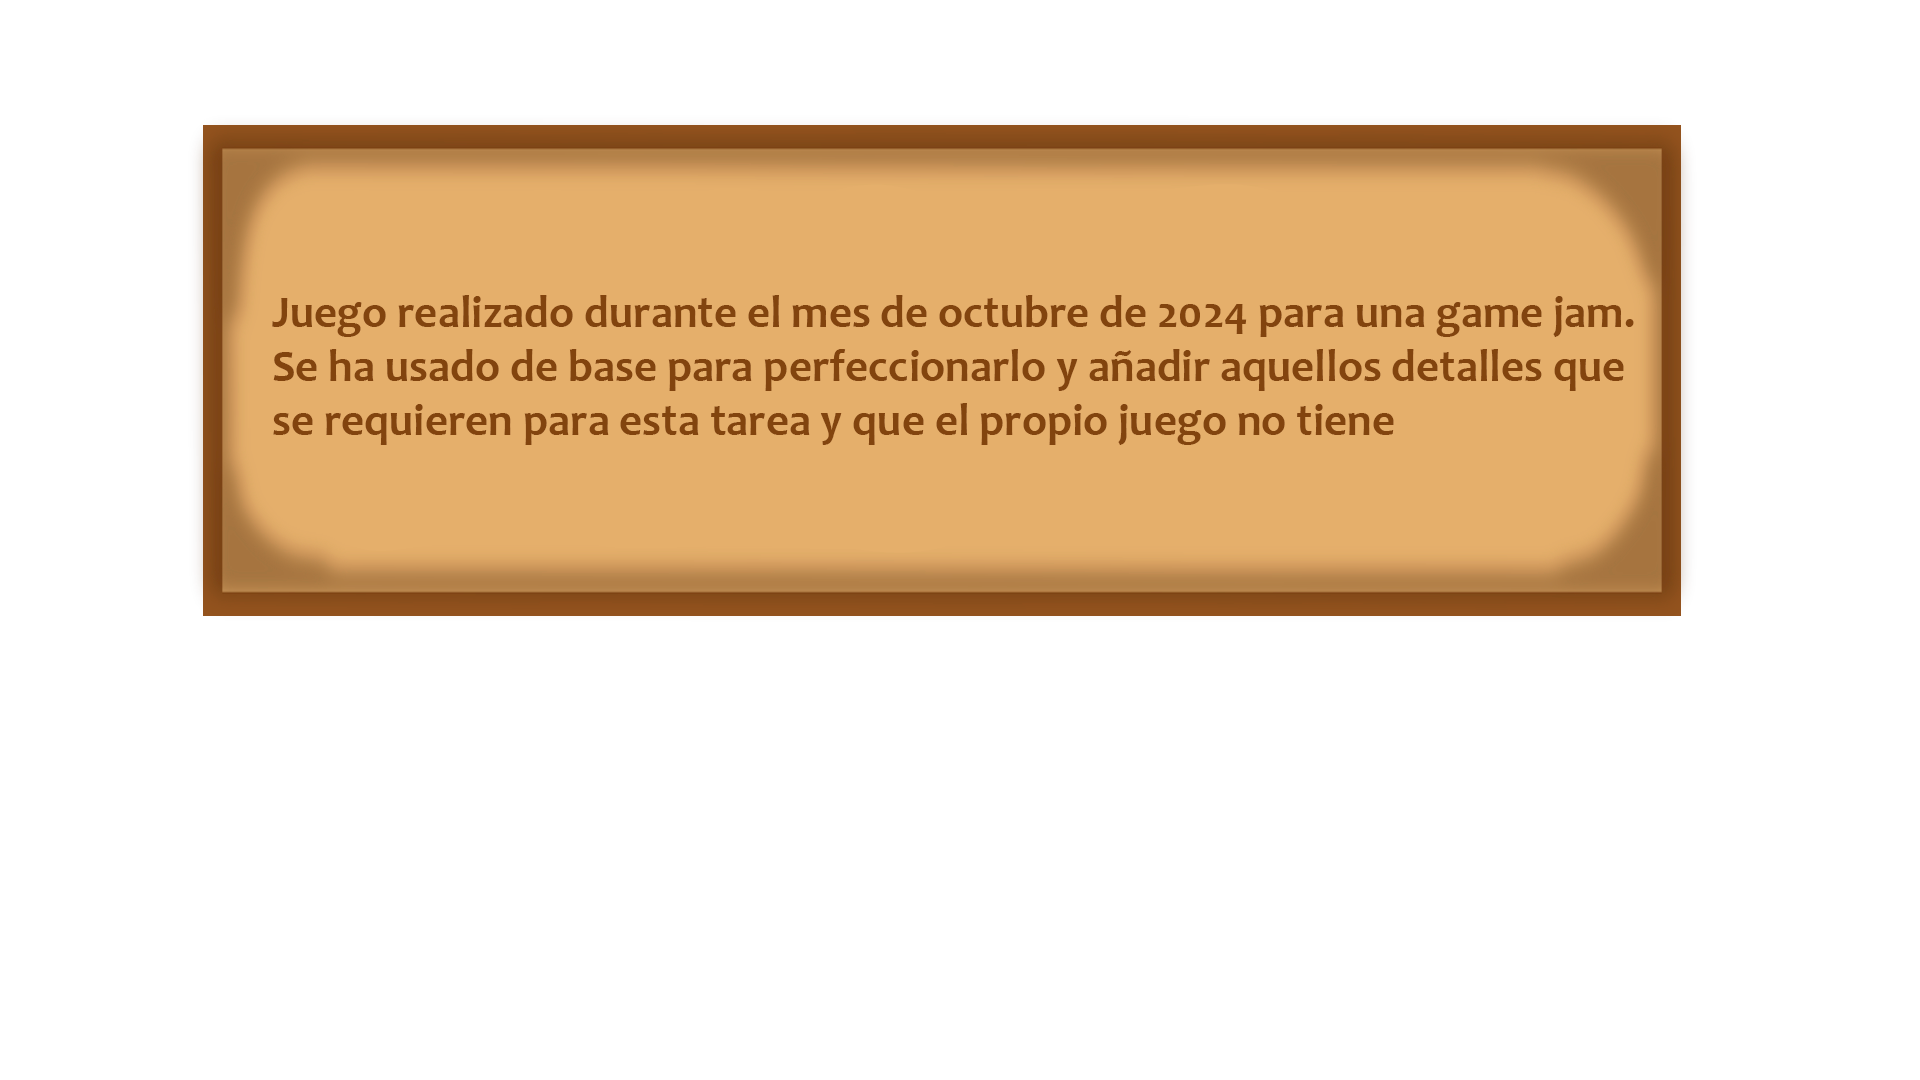 Juego realizado durante el mes de octubre de 2024 para una game jam.
Se ha usado de base para perfeccionarlo y añadir aquellos detalles que
se requieren para esta tarea y que el propio juego no tiene